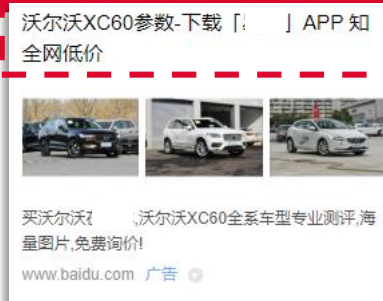 沃尔沃XC60参数-下载「 」APP 知
全网低价
买沃尔沃 ,沃尔沃XC60全系车型专业测评,海
量图片,免费询价!
www.baidu.com 广告